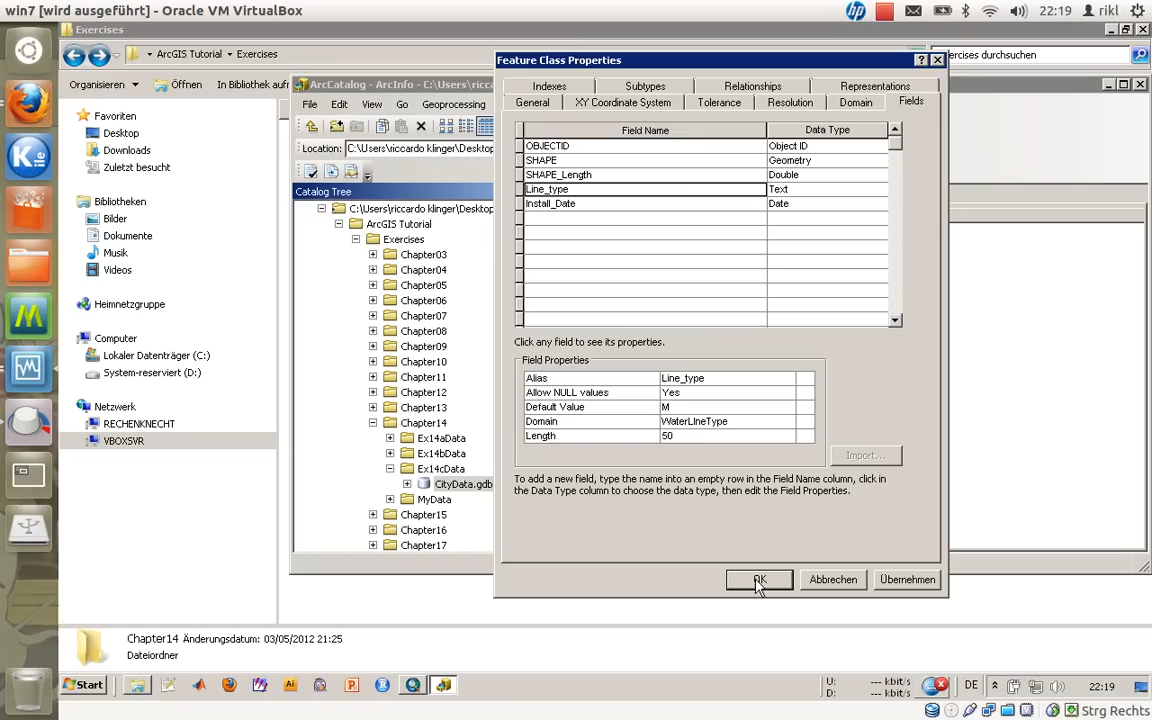 win7 [wird ausgeführt] - Oracle VM VirtualBox
22:19
rikl
Exercises
ArcGIS Tutorial
Exercises
ercises durchsuchen
Organisieren
Öffnen
In Bibliothek auf
Favoriten
Desktop
Downloads
Zuletzt besucht
Bibliotheken
Bilder
Dokumente
Musik
Videos
Heimnetzgruppe
Computer
Lokaler Datenträger (C:)
System-reserviert (D:)
Netzwerk
RECHENKNECHT
VBOXSVR
ArcCatalog - ArcInfo - C:\Users\ricca
File Edit View Go Geoprocessing
Location: C:\Users\riccardo klinger\Desktop
Catalog Tree
C:\Users\riccardo klinger\Desktop
ArcGIS Tutorial
Exercises
Chapter03
Chapter04
Chapter05
Chapter06
Chapter07
Chapter08
Chapter09
Chapter10
Chapter11
Chapter12
Chapter13
Chapter14
Ex14aData
Ex14bData
Ex14cData
CityData.gdb
MyData
Chapter15
Chapter16
Chapter17
Feature Class Properties
Indexes Subtypes Relationships Representations
General XY Coordinate System Tolerance Resolution Domain Fields
Field Name Data Type
OBJECTID Object ID
SHAPE Geometry
SHAPE_Length Double
Line_type Text
Install_Date Date
Click any field to see its properties.
Field Properties
Alias Line_type
Allow NULL values Yes
Default Value M
Domain WaterLIneType
Length 50
Import...
To add a new field, type the name into an empty row in the Field Name column, click in
the Data Type column to choose the data type, then edit the Field Properties.
OK Abbrechen Übernehmen
Chapter14 Änderungsdatum: 03/05/2012 21:25
Dateiordner
Start
U: --- kbit/s
D: --- kbit/s
DE
22:19
Strg Rechts